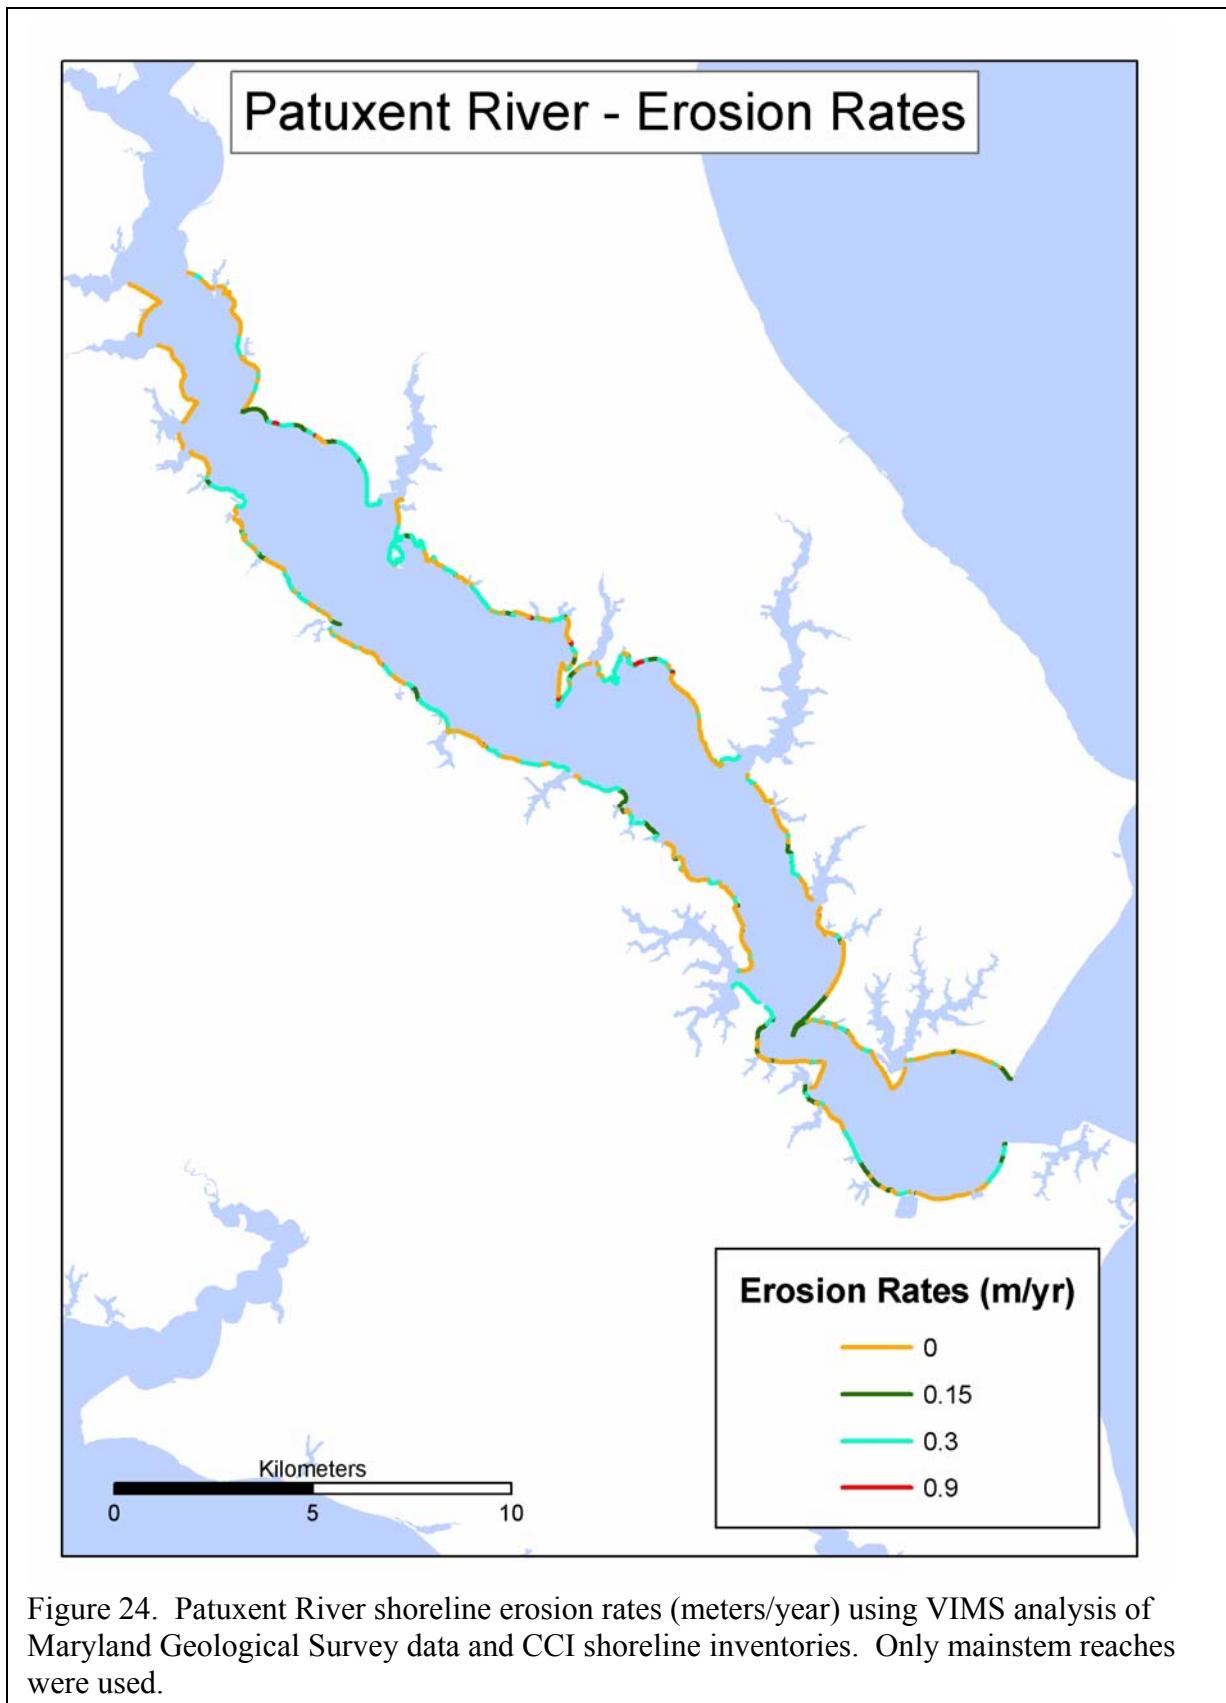 Patuxent River - Erosion Rates
Erosion Rates (m/yr)
0
0.15
0.3
0.9
Kilometers
0 5 10
Figure 24.  Patuxent River shoreline erosion rates (meters/year) using VIMS analysis of
Maryland Geological Survey data and CCI shoreline inventories.  Only mainstem reaches
were used.